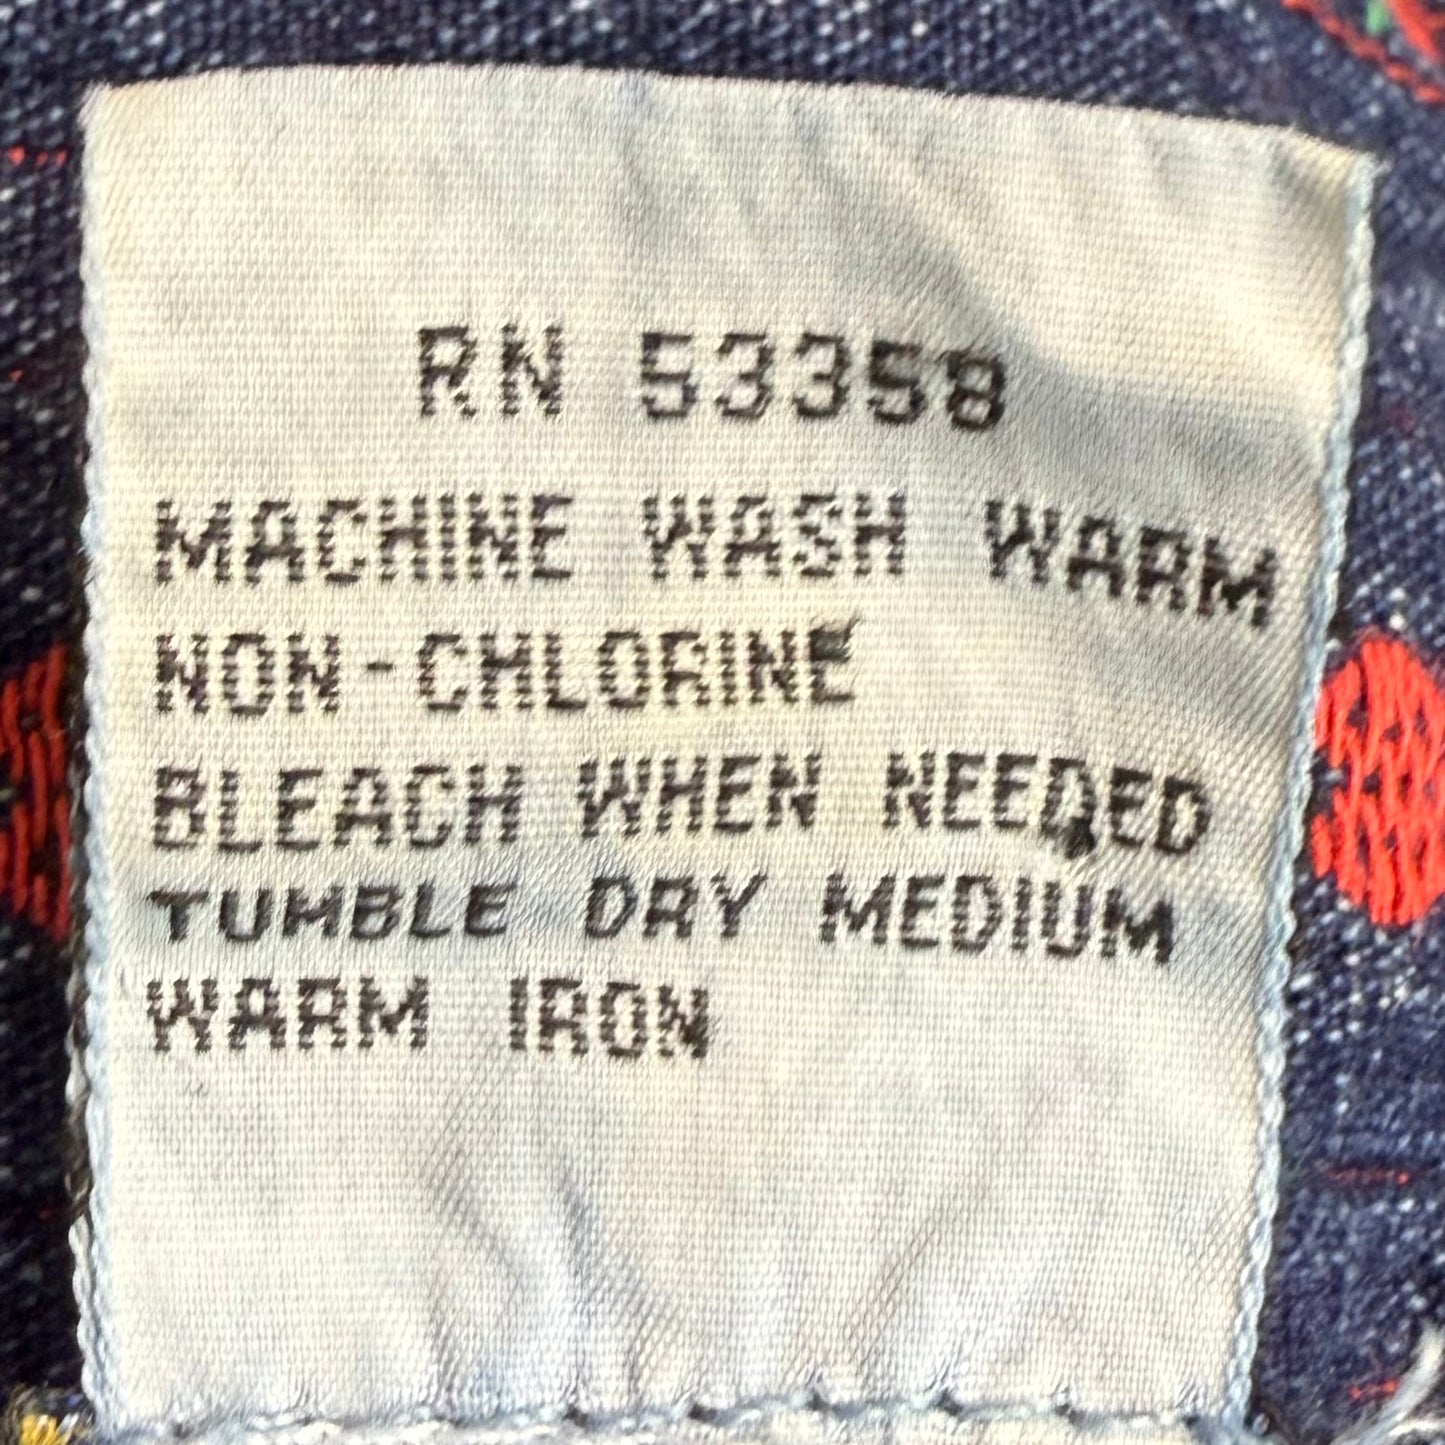 RN 53358
MACHINE WASH WARM
NON-CHLORINE
BLEACH WHEN NEEDED
TUMBLE DRY MEDIUM
WARM IRON